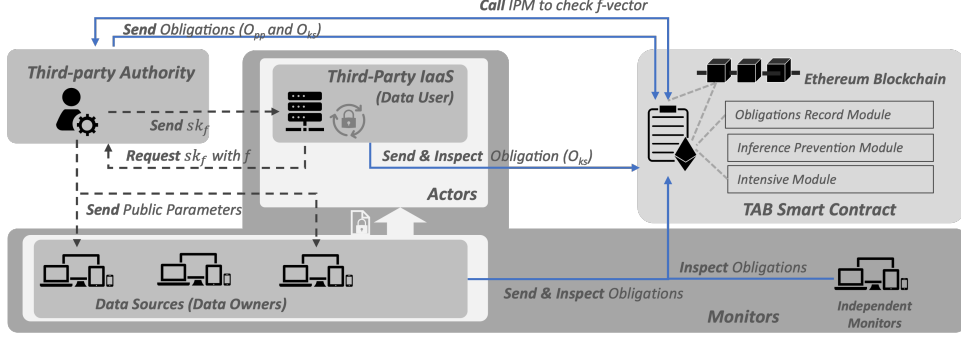 Call IPM to check f-vector
Send Obligations (Opp and Oks)
Third-party Authority
Third-Party IaaS
(Data User)
Ethereum Blockchain
Obligations Record Module
Send skf
Inference Prevention Module
Request skf with f
Send & Inspect Obligation (Oks)
Intensive Module
Actors
TAB Smart Contract
Send Public Parameters
Inspect Obligations
Send & Inspect Obligations
Data Sources (Data Owners)
Independent
Monitors
Monitors